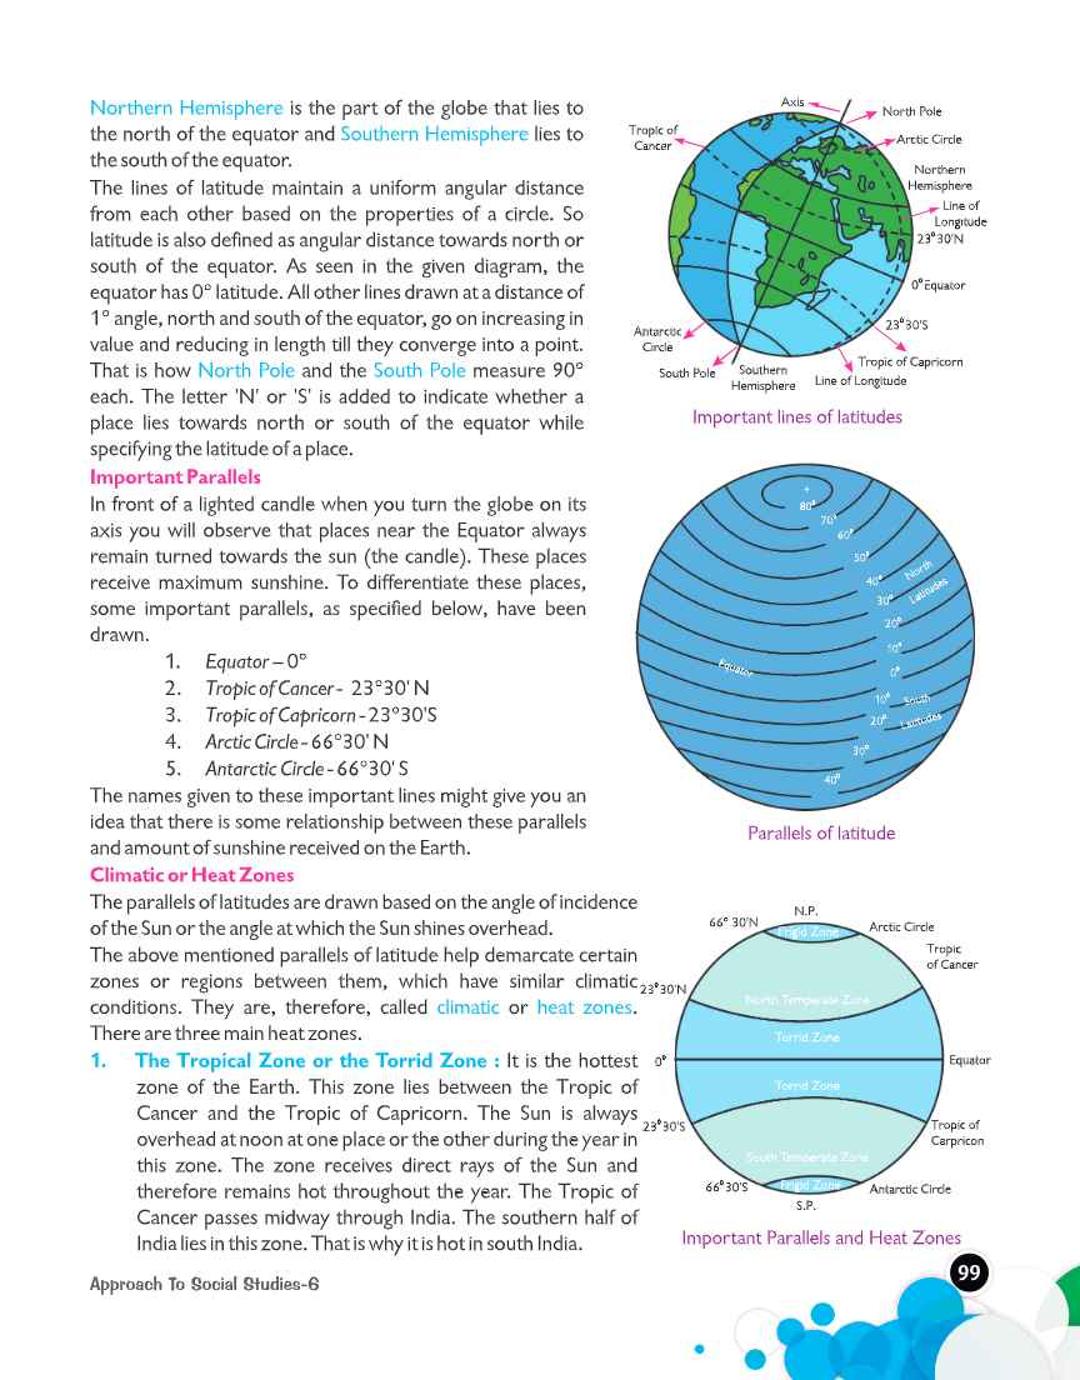 Northern Hemisphere is the part of the globe that lies to
the north of the equator and Southern Hemisphere lies to
the south of the equator.
The lines of latitude maintain a uniform angular distance
from each other based on the properties of a circle. So
latitude is also defined as angular distance towards north or
south of the equator. As seen in the given diagram, the
equator has 0° latitude. All other lines drawn at a distance of
1° angle, north and south of the equator, go on increasing in
value and reducing in length till they converge into a point.
That is how North Pole and the South Pole measure 90°
each. The letter 'N' or 'S' is added to indicate whether a
place lies towards north or south of the equator while
specifying the latitude of a place.
Important Parallels
In front of a lighted candle when you turn the globe on its
axis you will observe that places near the Equator always
remain turned towards the sun (the candle). These places
receive maximum sunshine. To differentiate these places,
some important parallels, as specified below, have been
drawn.
1. Equator – 0°
2. Tropic of Cancer - 23°30' N
3. Tropic of Capricorn - 23°30'S
4. Arctic Circle - 66°30' N
5. Antarctic Circle - 66°30' S
The names given to these important lines might give you an
idea that there is some relationship between these parallels
and amount of sunshine received on the Earth.
Climatic or Heat Zones
The parallels of latitudes are drawn based on the angle of incidence
of the Sun or the angle at which the Sun shines overhead.
The above mentioned parallels of latitude help demarcate certain
zones or regions between them, which have similar climatic
conditions. They are, therefore, called climatic or heat zones.
There are three main heat zones.
1. The Tropical Zone or the Torrid Zone : It is the hottest
zone of the Earth. This zone lies between the Tropic of
Cancer and the Tropic of Capricorn. The Sun is always
overhead at noon at one place or the other during the year in
this zone. The zone receives direct rays of the Sun and
therefore remains hot throughout the year. The Tropic of
Cancer passes midway through India. The southern half of
India lies in this zone. That is why it is hot in south India.
Axis
North Pole
Tropic of
Cancer
Arctic Circle
Northern
Hemisphere
Line of
Longitude
23°30'N
0° Equator
23°30'S
Antarctic
Circle
Tropic of Capricorn
South Pole
Southern
Hemisphere
Line of Longitude
Important lines of latitudes
80°
70°
60°
50°
40°
North
Latitudes
30°
20°
10°
Equator
0°
10°
South
Latitudes
20°
30°
40°
Parallels of latitude
N.P.
66° 30'N
Arctic Circle
Frigid Zone
Tropic
of Cancer
23°30'N
North Temperate Zone
Torrid Zone
0°
Equator
Torrid Zone
23°30'S
Tropic of
Carpricon
South Temperate Zone
66°30'S
Frigid Zone
Antarctic Circle
S.P.
Important Parallels and Heat Zones
Approach To Social Studies-6
99